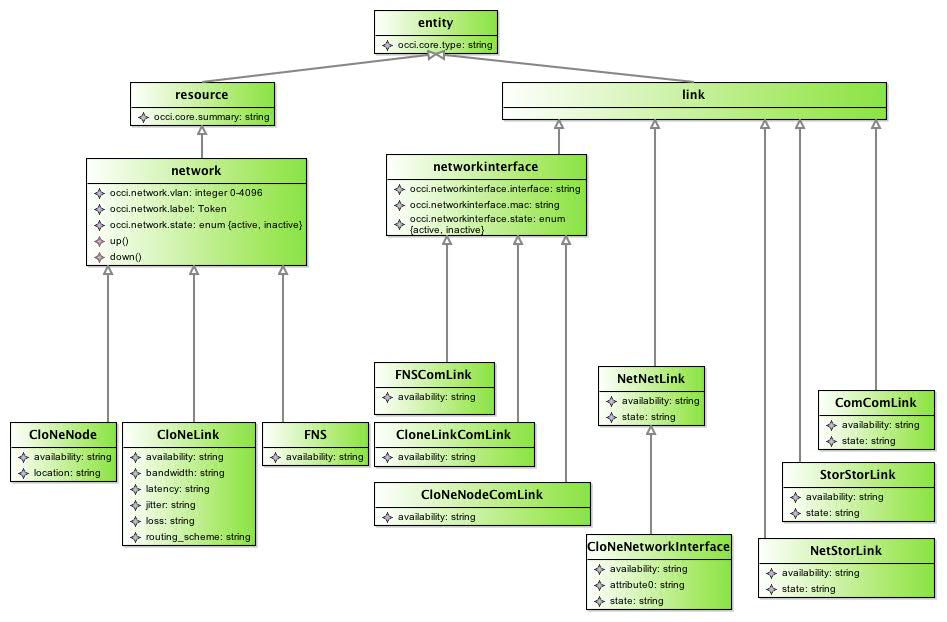 entity
occi.core.type: string
resource
occi.core.summary: string
link
network
occi.network.vlan: integer 0-4096
occi.network.label: Token
occi.network.state: enum {active, inactive}
up()
down()
networkinterface
occi.networkinterface.interface: string
occi.networkinterface.mac: string
occi.networkinterface.state: enum
{active, inactive}
FNSComLink
availability: string
NetNetLink
availability: string
state: string
ComComLink
availability: string
state: string
CloNeNode
availability: string
location: string
CloNeLink
availability: string
bandwidth: string
latency: string
jitter: string
loss: string
routing_scheme: string
FNS
availability: string
CloneLinkComLink
availability: string
CloNeNodeComLink
availability: string
StorStorLink
availability: string
state: string
CloNeNetworkInterface
availability: string
attribute0: string
state: string
NetStorLink
availability: string
state: string